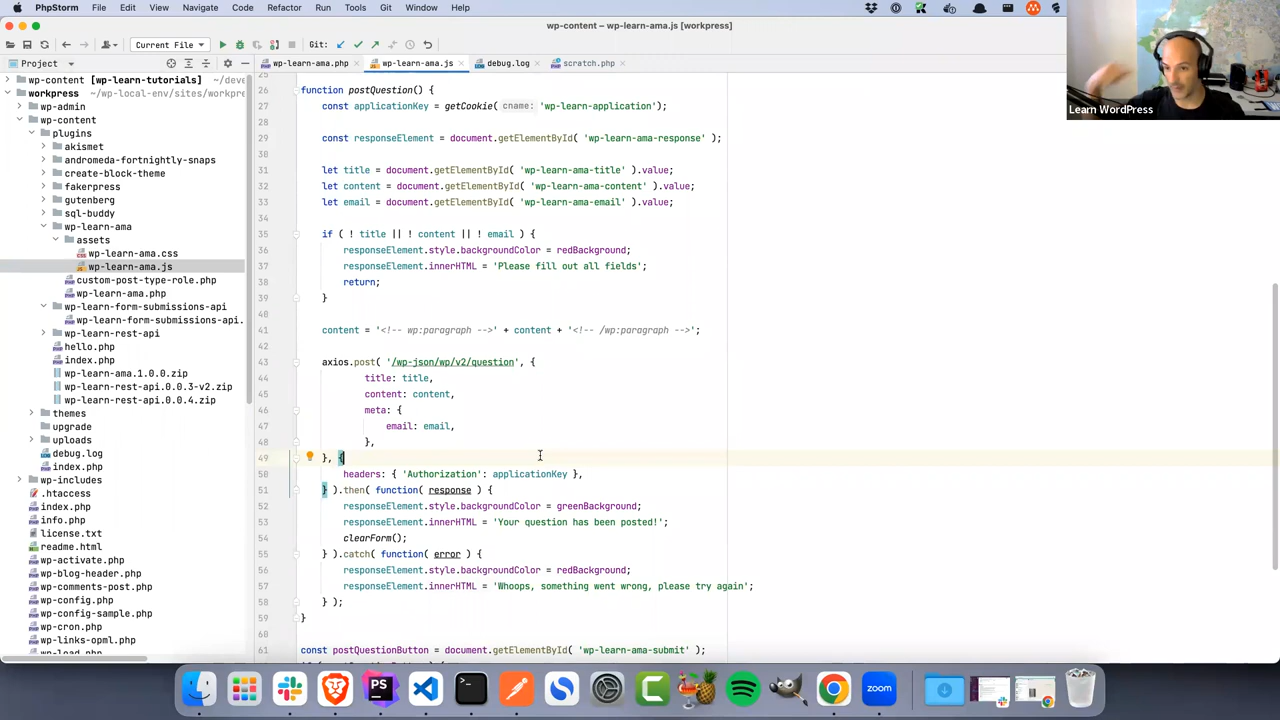 PhpStorm File Edit View Navigate Code Refactor Run Tools Git Window Help
wp-content – wp-learn-ama.js [workpress]
Current File Git:
Project wp-learn-ama.php wp-learn-ama.js debug.log scratch.php
Learn WordPress
wp-content [wp-learn-tutorials] ~/deve
workpress ~/wp-local-env/sites/workpre
wp-admin
wp-content
plugins
akismet
andromeda-fortnightly-snaps
create-block-theme
fakerpress
gutenberg
sql-buddy
wp-learn-ama
assets
wp-learn-ama.css
wp-learn-ama.js
custom-post-type-role.php
wp-learn-ama.php
wp-learn-form-submissions-api
wp-learn-form-submissions-api.
wp-learn-rest-api
hello.php
index.php
wp-learn-ama.1.0.0.zip
wp-learn-rest-api.0.0.3-v2.zip
wp-learn-rest-api.0.0.4.zip
themes
upgrade
uploads
debug.log
index.php
wp-includes
.htaccess
index.php
info.php
license.txt
readme.html
wp-activate.php
wp-blog-header.php
wp-comments-post.php
wp-config.php
wp-config-sample.php
wp-cron.php
wp-links-opml.php
wp-load.php
25
26 function postQuestion() {
27 const applicationKey = getCookie( cname: 'wp-learn-application');
28
29 const responseElement = document.getElementById( 'wp-learn-ama-response' );
30
31 let title = document.getElementById( 'wp-learn-ama-title' ).value;
32 let content = document.getElementById( 'wp-learn-ama-content' ).value;
33 let email = document.getElementById( 'wp-learn-ama-email' ).value;
34
35 if ( ! title || ! content || ! email ) {
36 responseElement.style.backgroundColor = redBackground;
37 responseElement.innerHTML = 'Please fill out all fields';
38 return;
39 }
40
41 content = '<!-- wp:paragraph -->' + content + '<!-- /wp:paragraph -->';
42
43 axios.post( '/wp-json/wp/v2/question', {
44 title: title,
45 content: content,
46 meta: {
47 email: email,
48 },
49 }, {
50 headers: { 'Authorization': applicationKey },
51 } ).then( function( response ) {
52 responseElement.style.backgroundColor = greenBackground;
53 responseElement.innerHTML = 'Your question has been posted!';
54 clearForm();
55 } ).catch( function( error ) {
56 responseElement.style.backgroundColor = redBackground;
57 responseElement.innerHTML = 'Whoops, something went wrong, please try again';
58 } );
59 }
60
61 const postQuestionButton = document.getElementById( 'wp-learn-ama-submit' );
PS
zoom